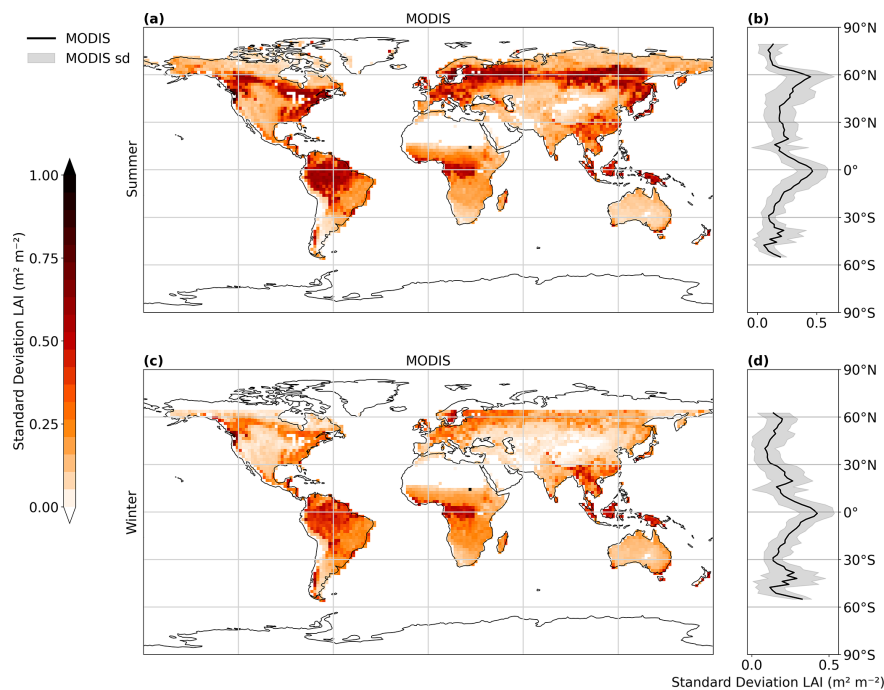 (a) MODIS (b)
MODIS
MODIS sd
90°N
60°N
30°N
0°
30°S
60°S
90°S
0.0 0.5
Summer
1.00
0.75
0.50
0.25
0.00
Standard Deviation LAI (m² m⁻²)
(c) MODIS (d)
90°N
60°N
30°N
0°
30°S
60°S
90°S
0.0 0.5
Winter
Standard Deviation LAI (m² m⁻²)